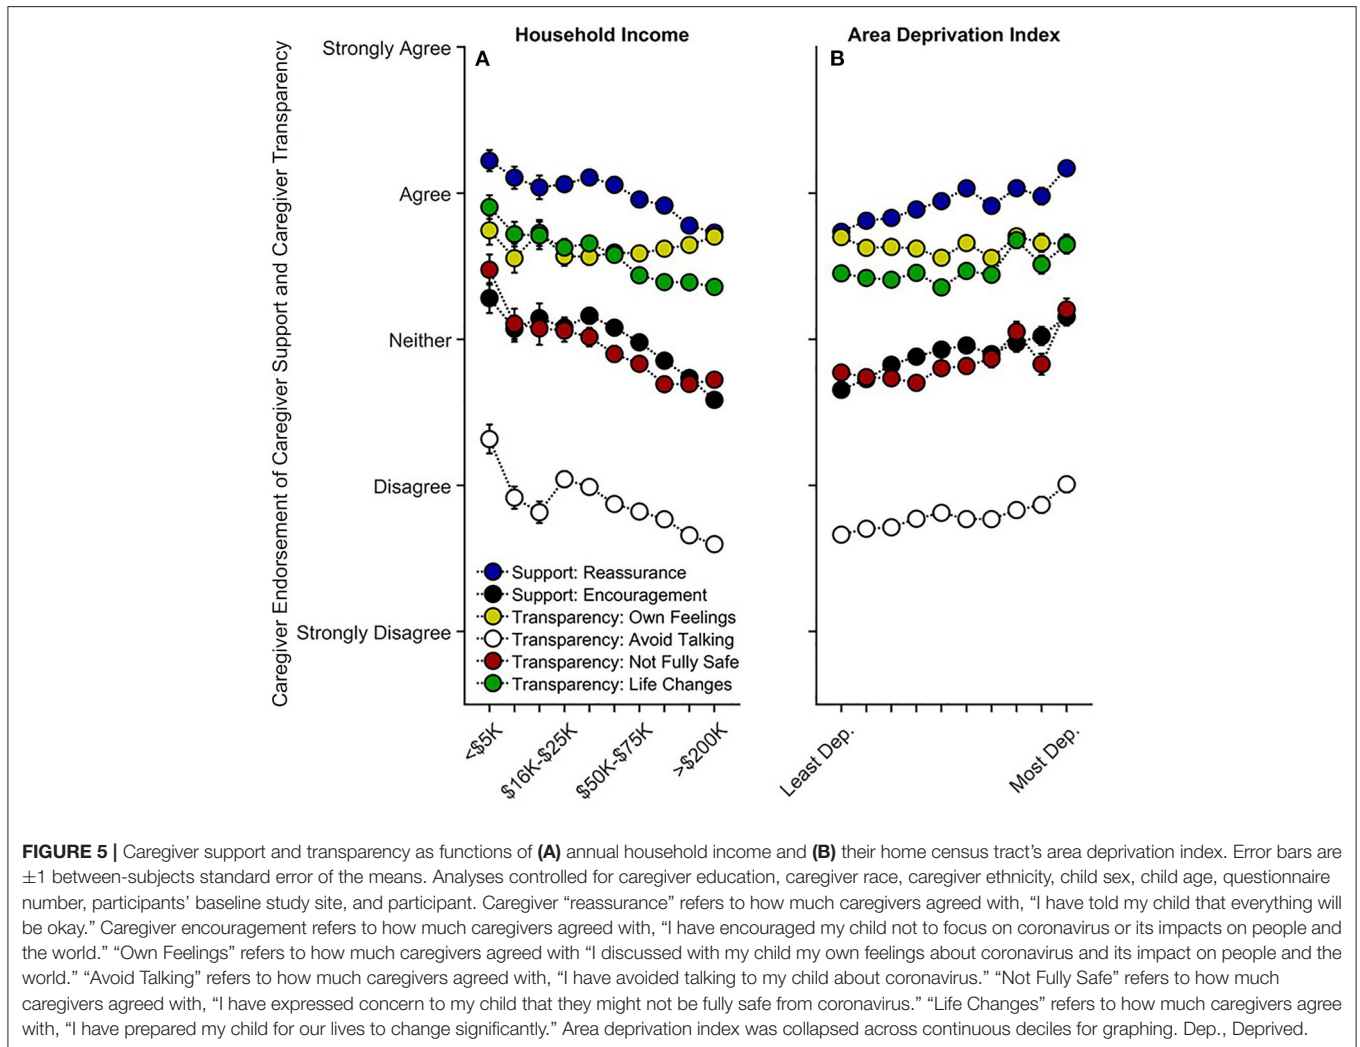 Household Income
Area Deprivation Index
Caregiver Endorsement of Caregiver Support and Caregiver Transparency
Strongly Agree
Agree
Neither
Disagree
Strongly Disagree
A
B
Support: Reassurance
Support: Encouragement
Transparency: Own Feelings
Transparency: Avoid Talking
Transparency: Not Fully Safe
Transparency: Life Changes
<$5K
$16K-$25K
$50K-$75K
>$200K
Least Dep.
Most Dep.
FIGURE 5 | Caregiver support and transparency as functions of (A) annual household income and (B) their home census tract’s area deprivation index. Error bars are
±1 between-subjects standard error of the means. Analyses controlled for caregiver education, caregiver race, caregiver ethnicity, child sex, child age, questionnaire
number, participants’ baseline study site, and participant. Caregiver “reassurance” refers to how much caregivers agreed with, “I have told my child that everything will
be okay.” Caregiver encouragement refers to how much caregivers agreed with, “I have encouraged my child not to focus on coronavirus or its impacts on people and
the world.” “Own Feelings” refers to how much caregivers agreed with “I discussed with my child my own feelings about coronavirus and its impact on people and the
world.” “Avoid Talking” refers to how much caregivers agreed with, “I have avoided talking to my child about coronavirus.” “Not Fully Safe” refers to how much
caregivers agreed with, “I have expressed concern to my child that they might not be fully safe from coronavirus.” “Life Changes” refers to how much caregivers agree
with, “I have prepared my child for our lives to change significantly.” Area deprivation index was collapsed across continuous deciles for graphing. Dep., Deprived.